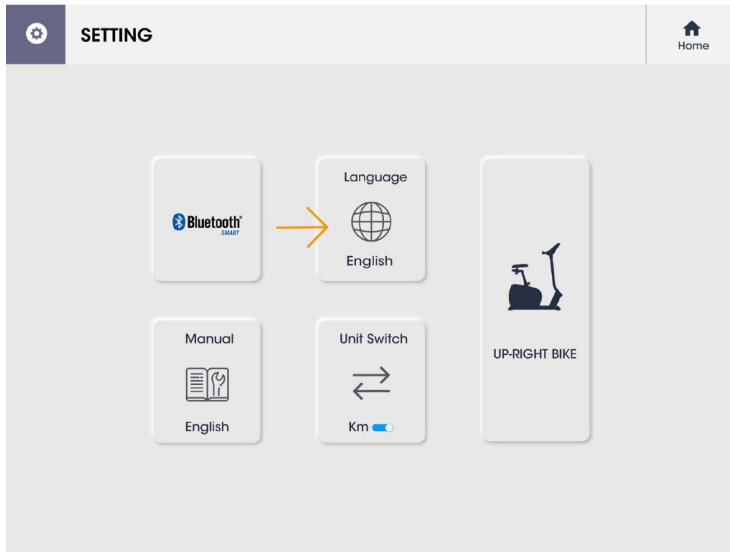 SETTING
Home
Bluetooth®
SMART
Language
English
Manual
English
Unit Switch
Km
UP-RIGHT BIKE